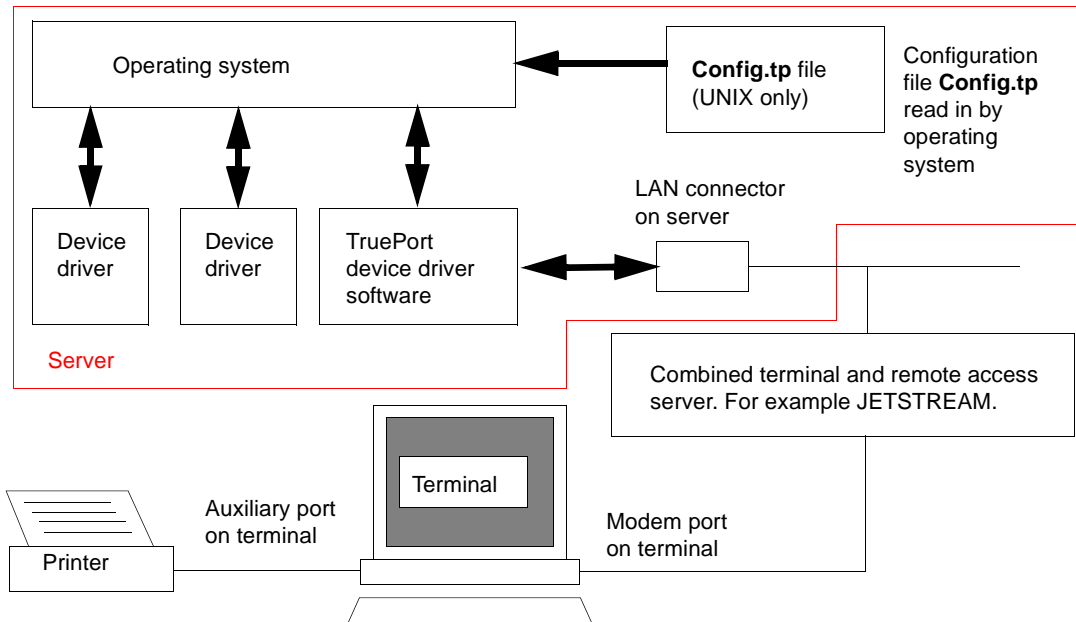 Operating system
Config.tp file
(UNIX only)
Configuration
file Config.tp
read in by
operating
system
LAN connector
on server
Device
driver
Device
driver
TruePort
device driver
software
Server
Combined terminal and remote access
server. For example JETSTREAM.
Terminal
Auxiliary port
on terminal
Modem port
on terminal
Printer